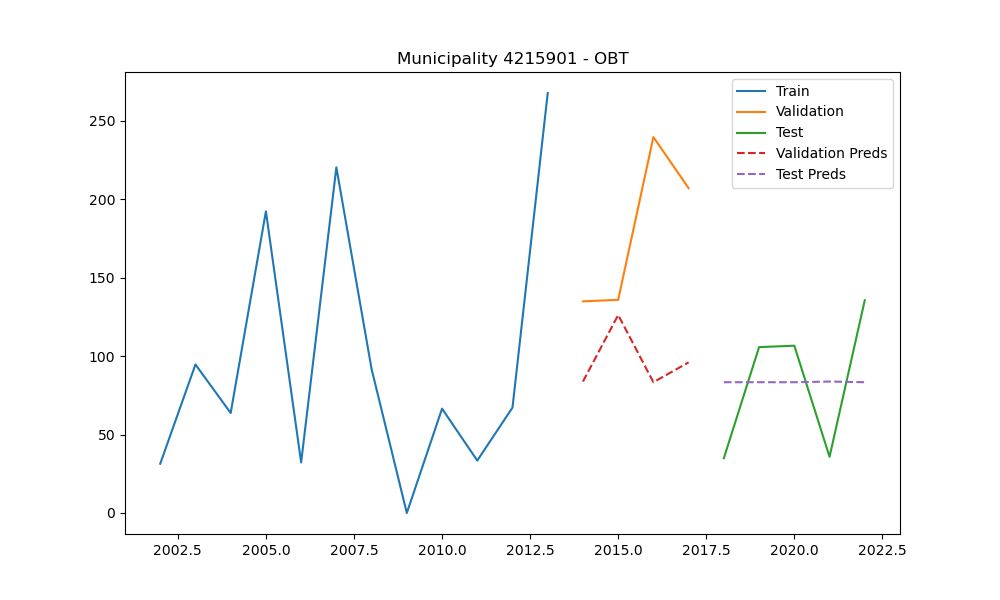 Municipality 4215901 - OBT
Train
Validation
Test
Validation Preds
Test Preds
250
200
150
100
50
0
2002.5 2005.0 2007.5 2010.0 2012.5 2015.0 2017.5 2020.0 2022.5